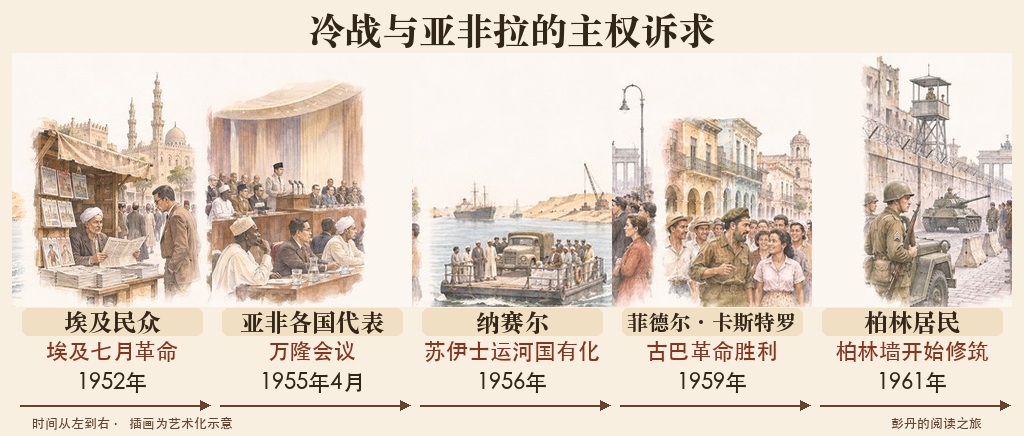 冷战与亚非拉的主权诉求
埃及民众
埃及七月革命
1952年
亚非各国代表
万隆会议
1955年4月
纳赛尔
苏伊士运河国有化
1956年
菲德尔·卡斯特罗
古巴革命胜利
1959年
柏林居民
柏林墙开始修筑
1961年
时间从左到右· 插画为艺术化示意
彭丹的阅读之旅